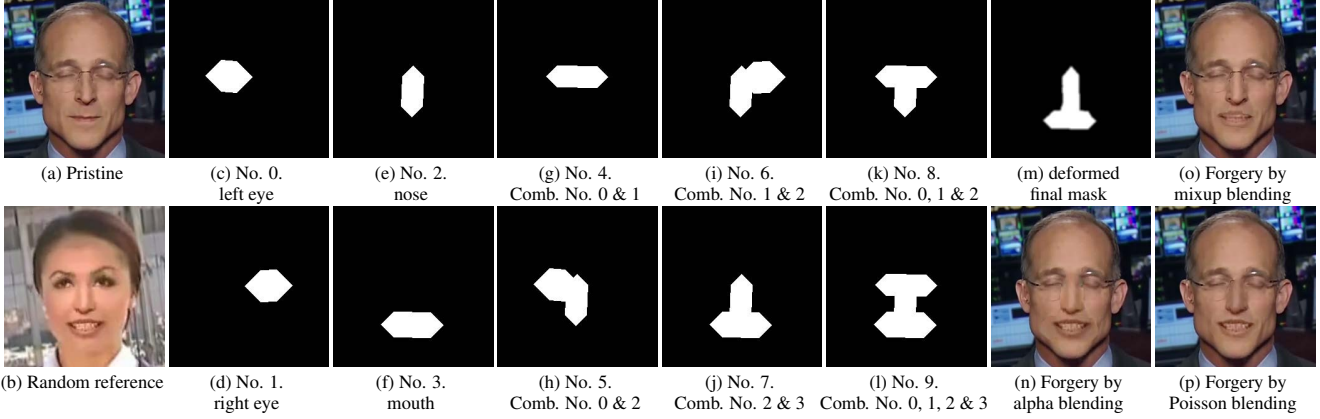 (a) Pristine
(c) No. 0.
left eye
(e) No. 2.
nose
(g) No. 4.
Comb. No. 0 & 1
(i) No. 6.
Comb. No. 1 & 2
(k) No. 8.
Comb. No. 0, 1 & 2
(m) deformed
final mask
(o) Forgery by
mixup blending
(b) Random reference
(d) No. 1.
right eye
(f) No. 3.
mouth
(h) No. 5.
Comb. No. 0 & 2
(j) No. 7.
Comb. No. 2 & 3
(l) No. 9.
Comb. No. 0, 1, 2 & 3
(n) Forgery by
alpha blending
(p) Forgery by
Poisson blending